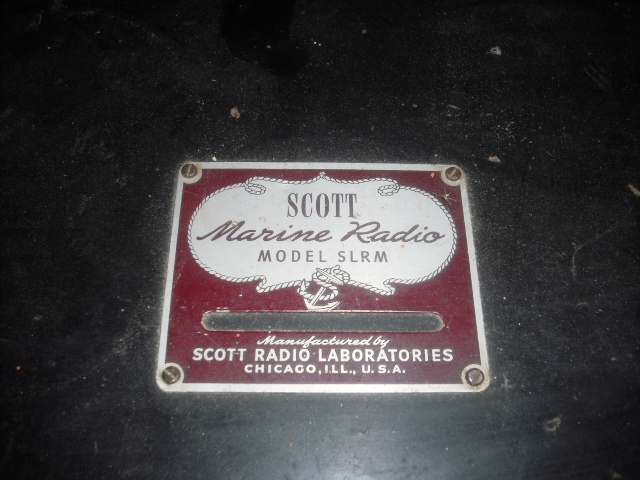 SCOTT
Marine Radio
MODEL SLRM
Manufactured by
SCOTT RADIO LABORATORIES
CHICAGO, ILL., U.S.A.